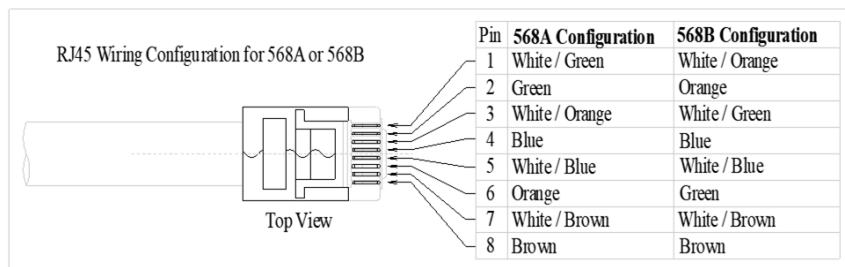 RJ45 Wiring Configuration for 568A or 568B
Top View
Pin 568A Configuration 568B Configuration
1 White / Green White / Orange
2 Green Orange
3 White / Orange White / Green
4 Blue Blue
5 White / Blue White / Blue
6 Orange Green
7 White / Brown White / Brown
8 Brown Brown